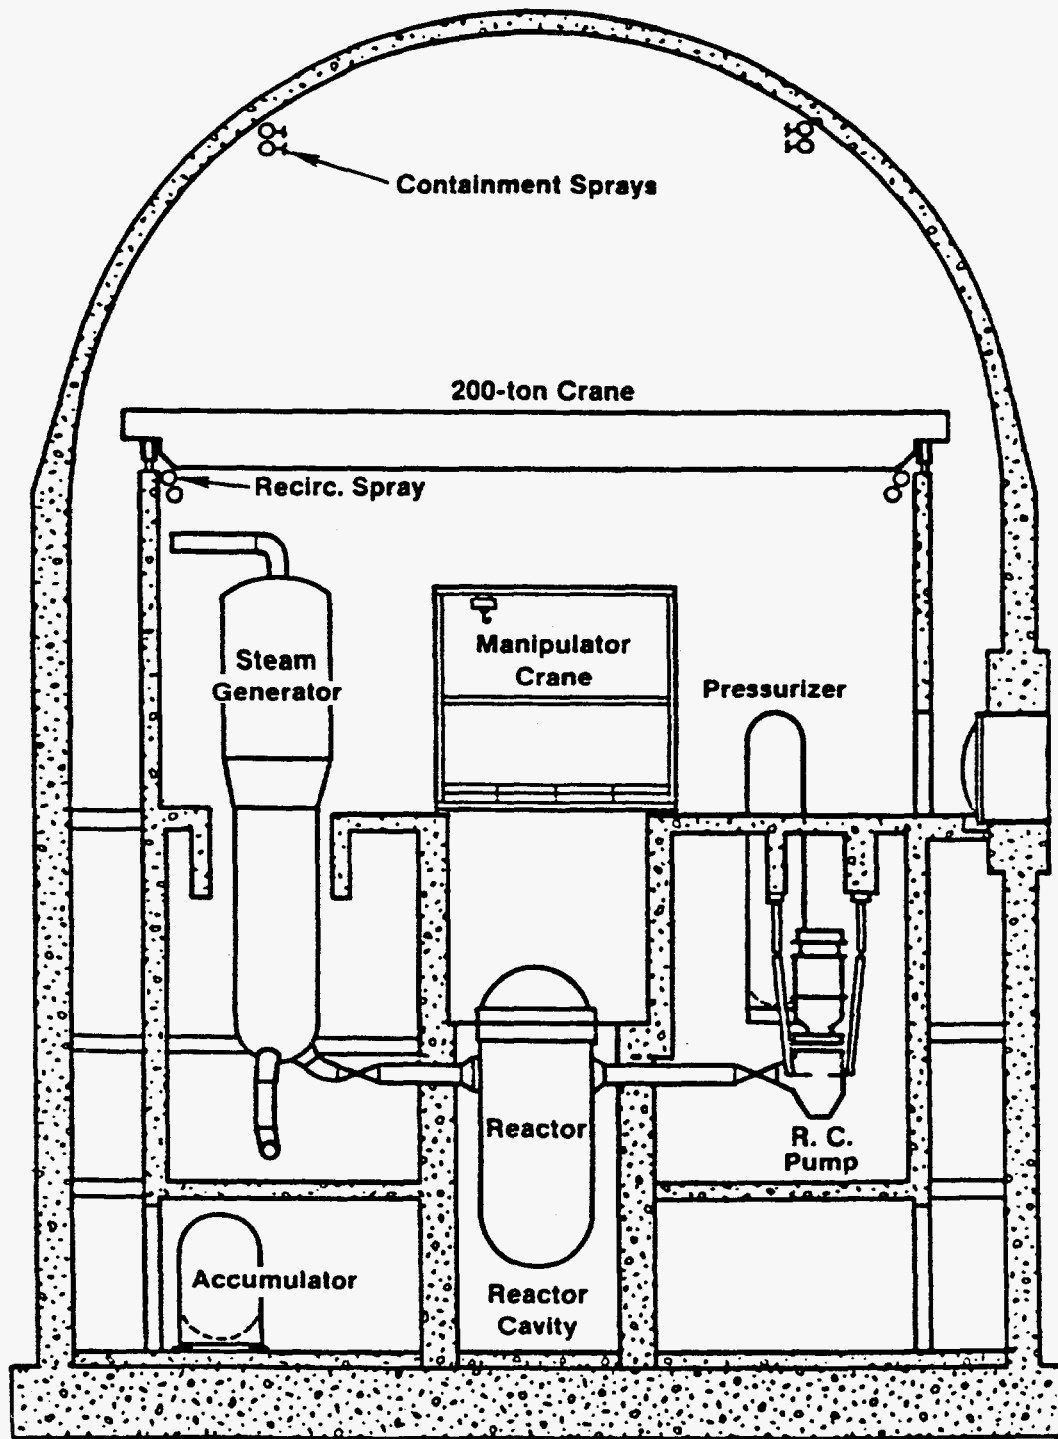 Containment Sprays
200-ton Crane
Recirc. Spray
Steam
Generator
Manipulator
Crane
Pressurizer
Reactor
R. C.
Pump
Accumulator
Reactor
Cavity